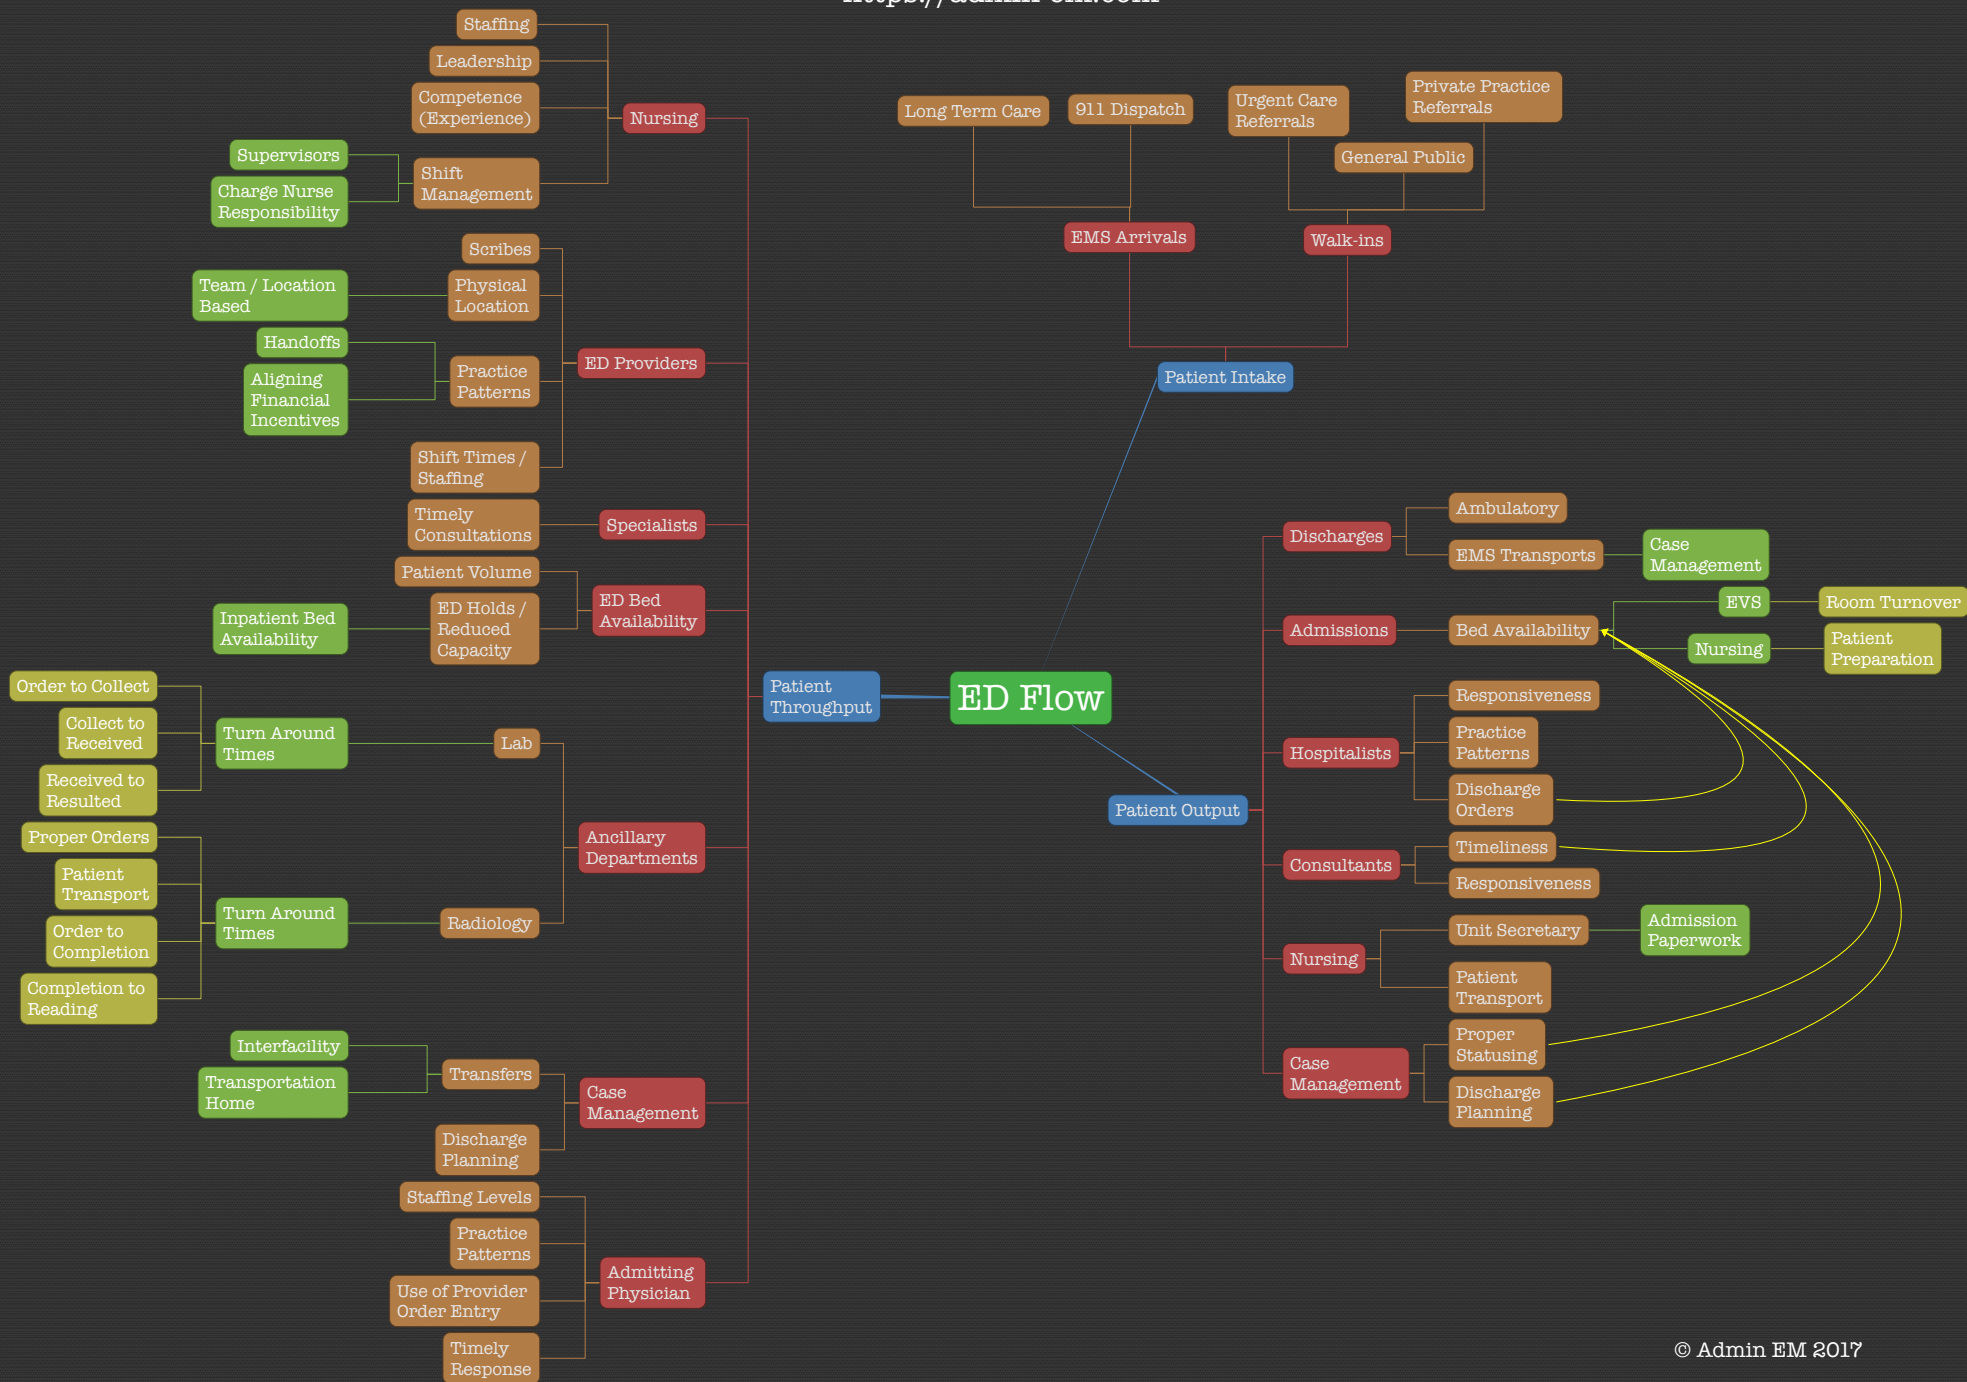 https://admin-em.com
Staffing
Leadership
Competence
(Experience)
Nursing
Supervisors
Charge Nurse
Responsibility
Shift
Management
Scribes
Team / Location
Based
Physical
Location
Handoffs
Aligning
Financial
Incentives
Practice
Patterns
ED Providers
Shift Times /
Staffing
Timely
Consultations
Specialists
Patient Volume
Inpatient Bed
Availability
ED Holds /
Reduced
Capacity
ED Bed
Availability
Order to Collect
Collect to
Received
Received to
Resulted
Turn Around
Times
Lab
Proper Orders
Patient
Transport
Order to
Completion
Completion to
Reading
Turn Around
Times
Radiology
Ancillary
Departments
Interfacility
Transportation
Home
Transfers
Discharge
Planning
Case
Management
Staffing Levels
Practice
Patterns
Use of Provider
Order Entry
Timely
Response
Admitting
Physician
Patient
Throughput
ED Flow
Long Term Care
911 Dispatch
Urgent Care
Referrals
General Public
Private Practice
Referrals
EMS Arrivals
Walk-ins
Patient Intake
Patient Output
Discharges
Ambulatory
EMS Transports
Case
Management
Admissions
Bed Availability
EVS
Room Turnover
Nursing
Patient
Preparation
Hospitalists
Responsiveness
Practice
Patterns
Discharge
Orders
Consultants
Timeliness
Responsiveness
Nursing
Unit Secretary
Admission
Paperwork
Patient
Transport
Case
Management
Proper
Statusing
Discharge
Planning
© Admin EM 2017